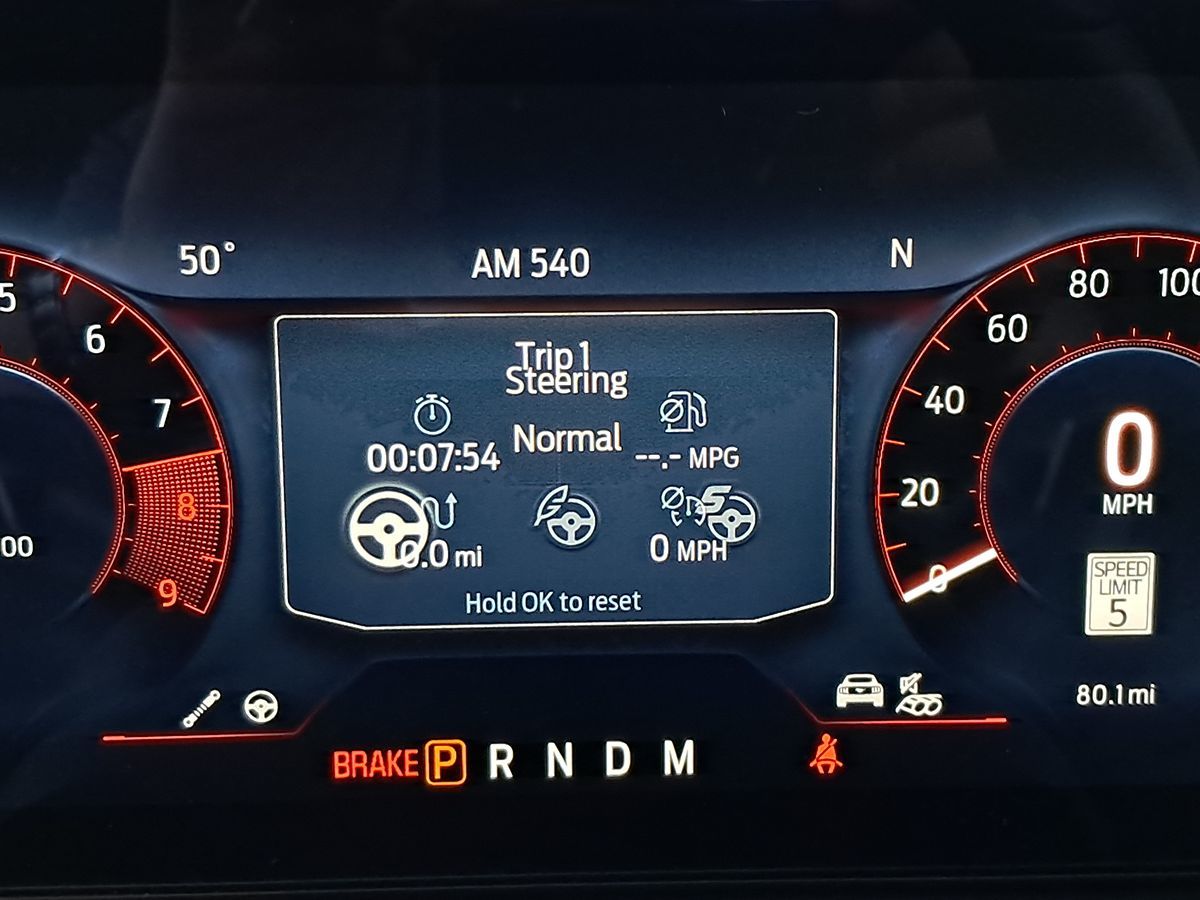 50°
AM 540
N
5
6
7
8
9
00
Trip 1
Steering
00:07:54
Normal
--.- MPG
0.0 mi
0 MPH
Hold OK to reset
0
20
40
60
80
100
0
MPH
SPEED
LIMIT
5
80.1 mi
BRAKE P R N D M